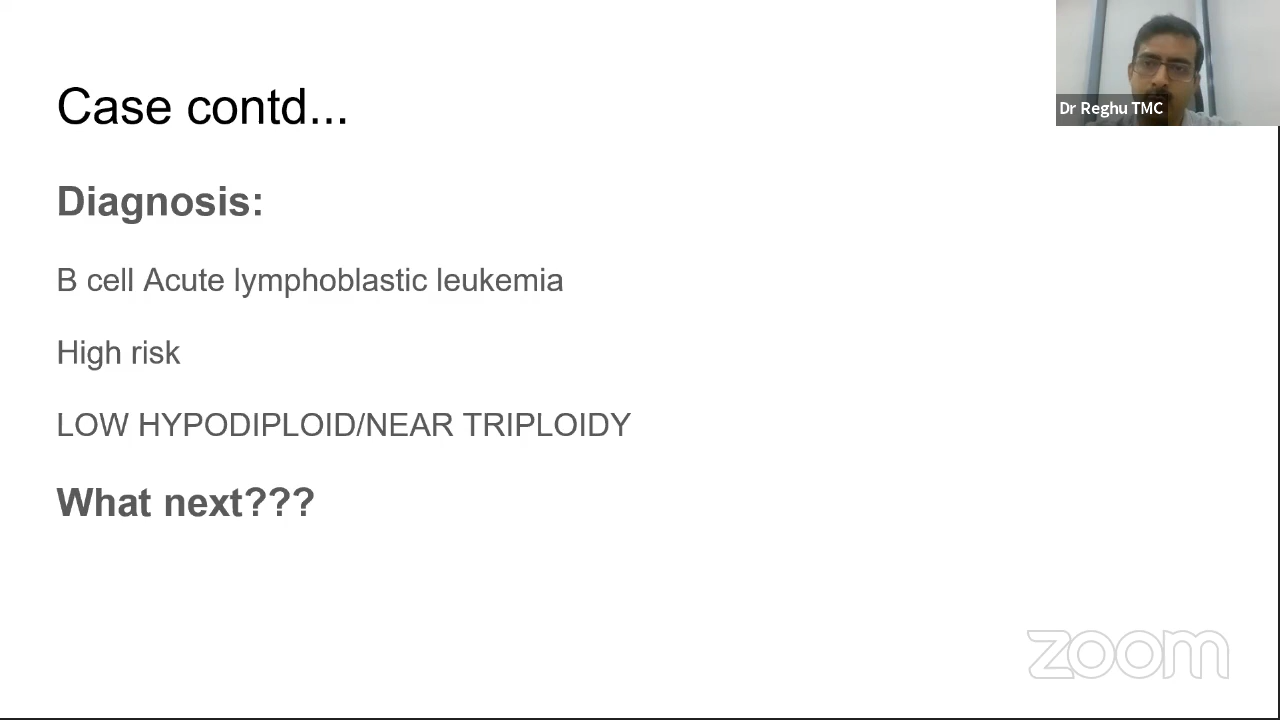 Case contd...
Dr Reghu TMC
Diagnosis:
B cell Acute lymphoblastic leukemia
High risk
LOW HYPODIPLOID/NEAR TRIPLOIDY
What next???
zoom